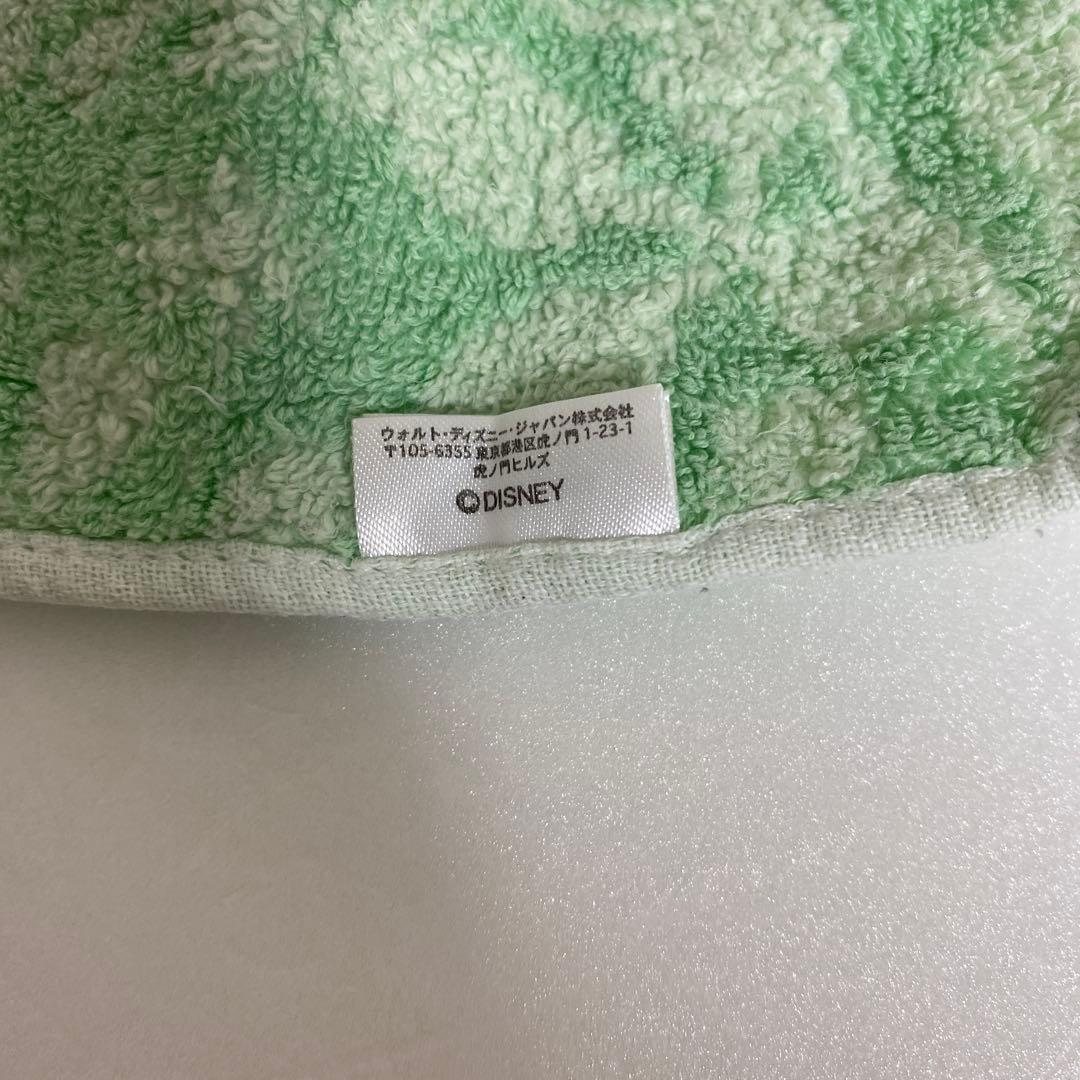 ウォルト・ディズニー・ジャパン株式会社
〒105-6355 東京都港区虎ノ門 1-23-1
虎ノ門ヒルズ
©DISNEY